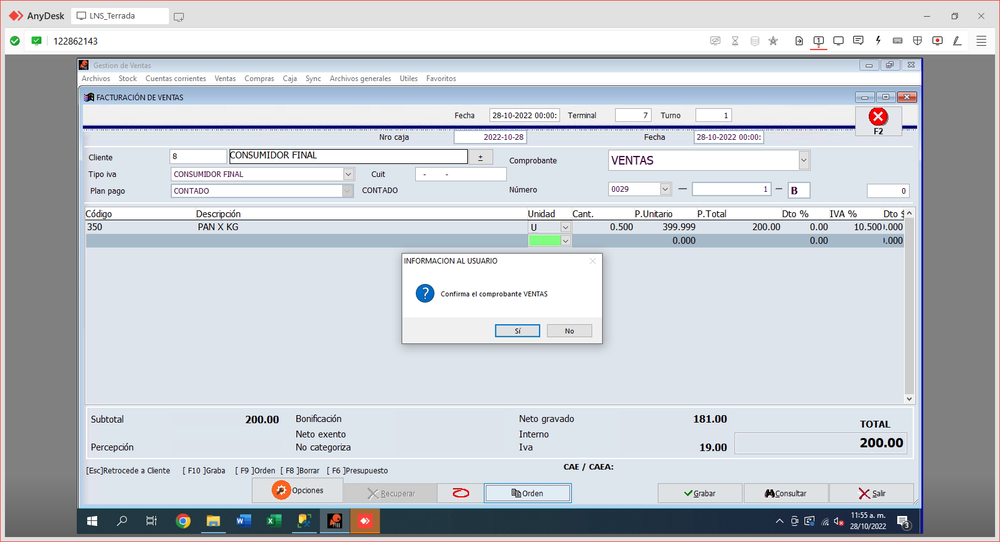 AnyDesk LNS_Terrada
122862143 1
Gestion de Ventas
Archivos Stock Cuentas corrientes Ventas Compras Caja Sync Archivos generales Utiles Favoritos
FACTURACIÓN DE VENTAS
Fecha 28-10-2022 00:00: Terminal 7 Turno 1
F2
Nro caja 2022-10-28 Fecha 28-10-2022 00:00:
Cliente 8 CONSUMIDOR FINAL + Comprobante VENTAS
Tipo iva CONSUMIDOR FINAL Cuit - -
Plan pago CONTADO CONTADO Número 0029 — 1 – B 0
Código Descripción Unidad Cant. P.Unitario P.Total Dto % IVA % Dto $
350 PAN X KG U 0.500 399.999 200.00 0.00 10.500 .000
0.000 0.00 .000
INFORMACION AL USUARIO
? Confirma el comprobante VENTAS
Sí No
Subtotal 200.00 Bonificación Neto gravado 181.00 TOTAL
Neto exento Interno
Percepción No categoriza Iva 19.00 200.00
[Esc]Retrocede a Cliente [ F10 ]Graba [ F9 ]Orden [ F8 ]Borrar [ F6 ]Presupuesto CAE / CAEA:
Opciones Recuperar Orden Grabar Consultar Salir
11:55 a. m.
28/10/2022 3